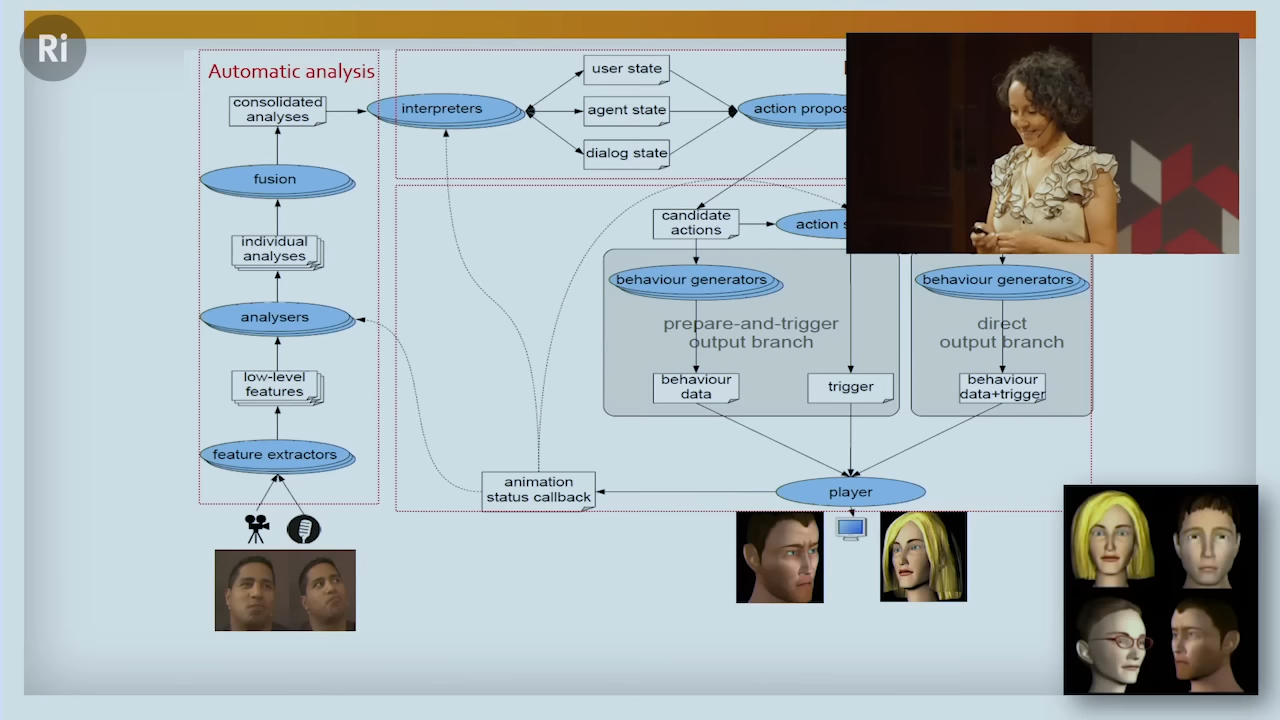 Ri
Automatic analysis
consolidated
analyses
interpreters
user state
agent state
dialog state
action propos
fusion
individual
analyses
candidate
actions
action s
analysers
behaviour generators
behaviour generators
prepare-and-trigger
output branch
direct
output branch
low-level
features
behaviour
data
trigger
behaviour
data+trigger
feature extractors
animation
status callback
player